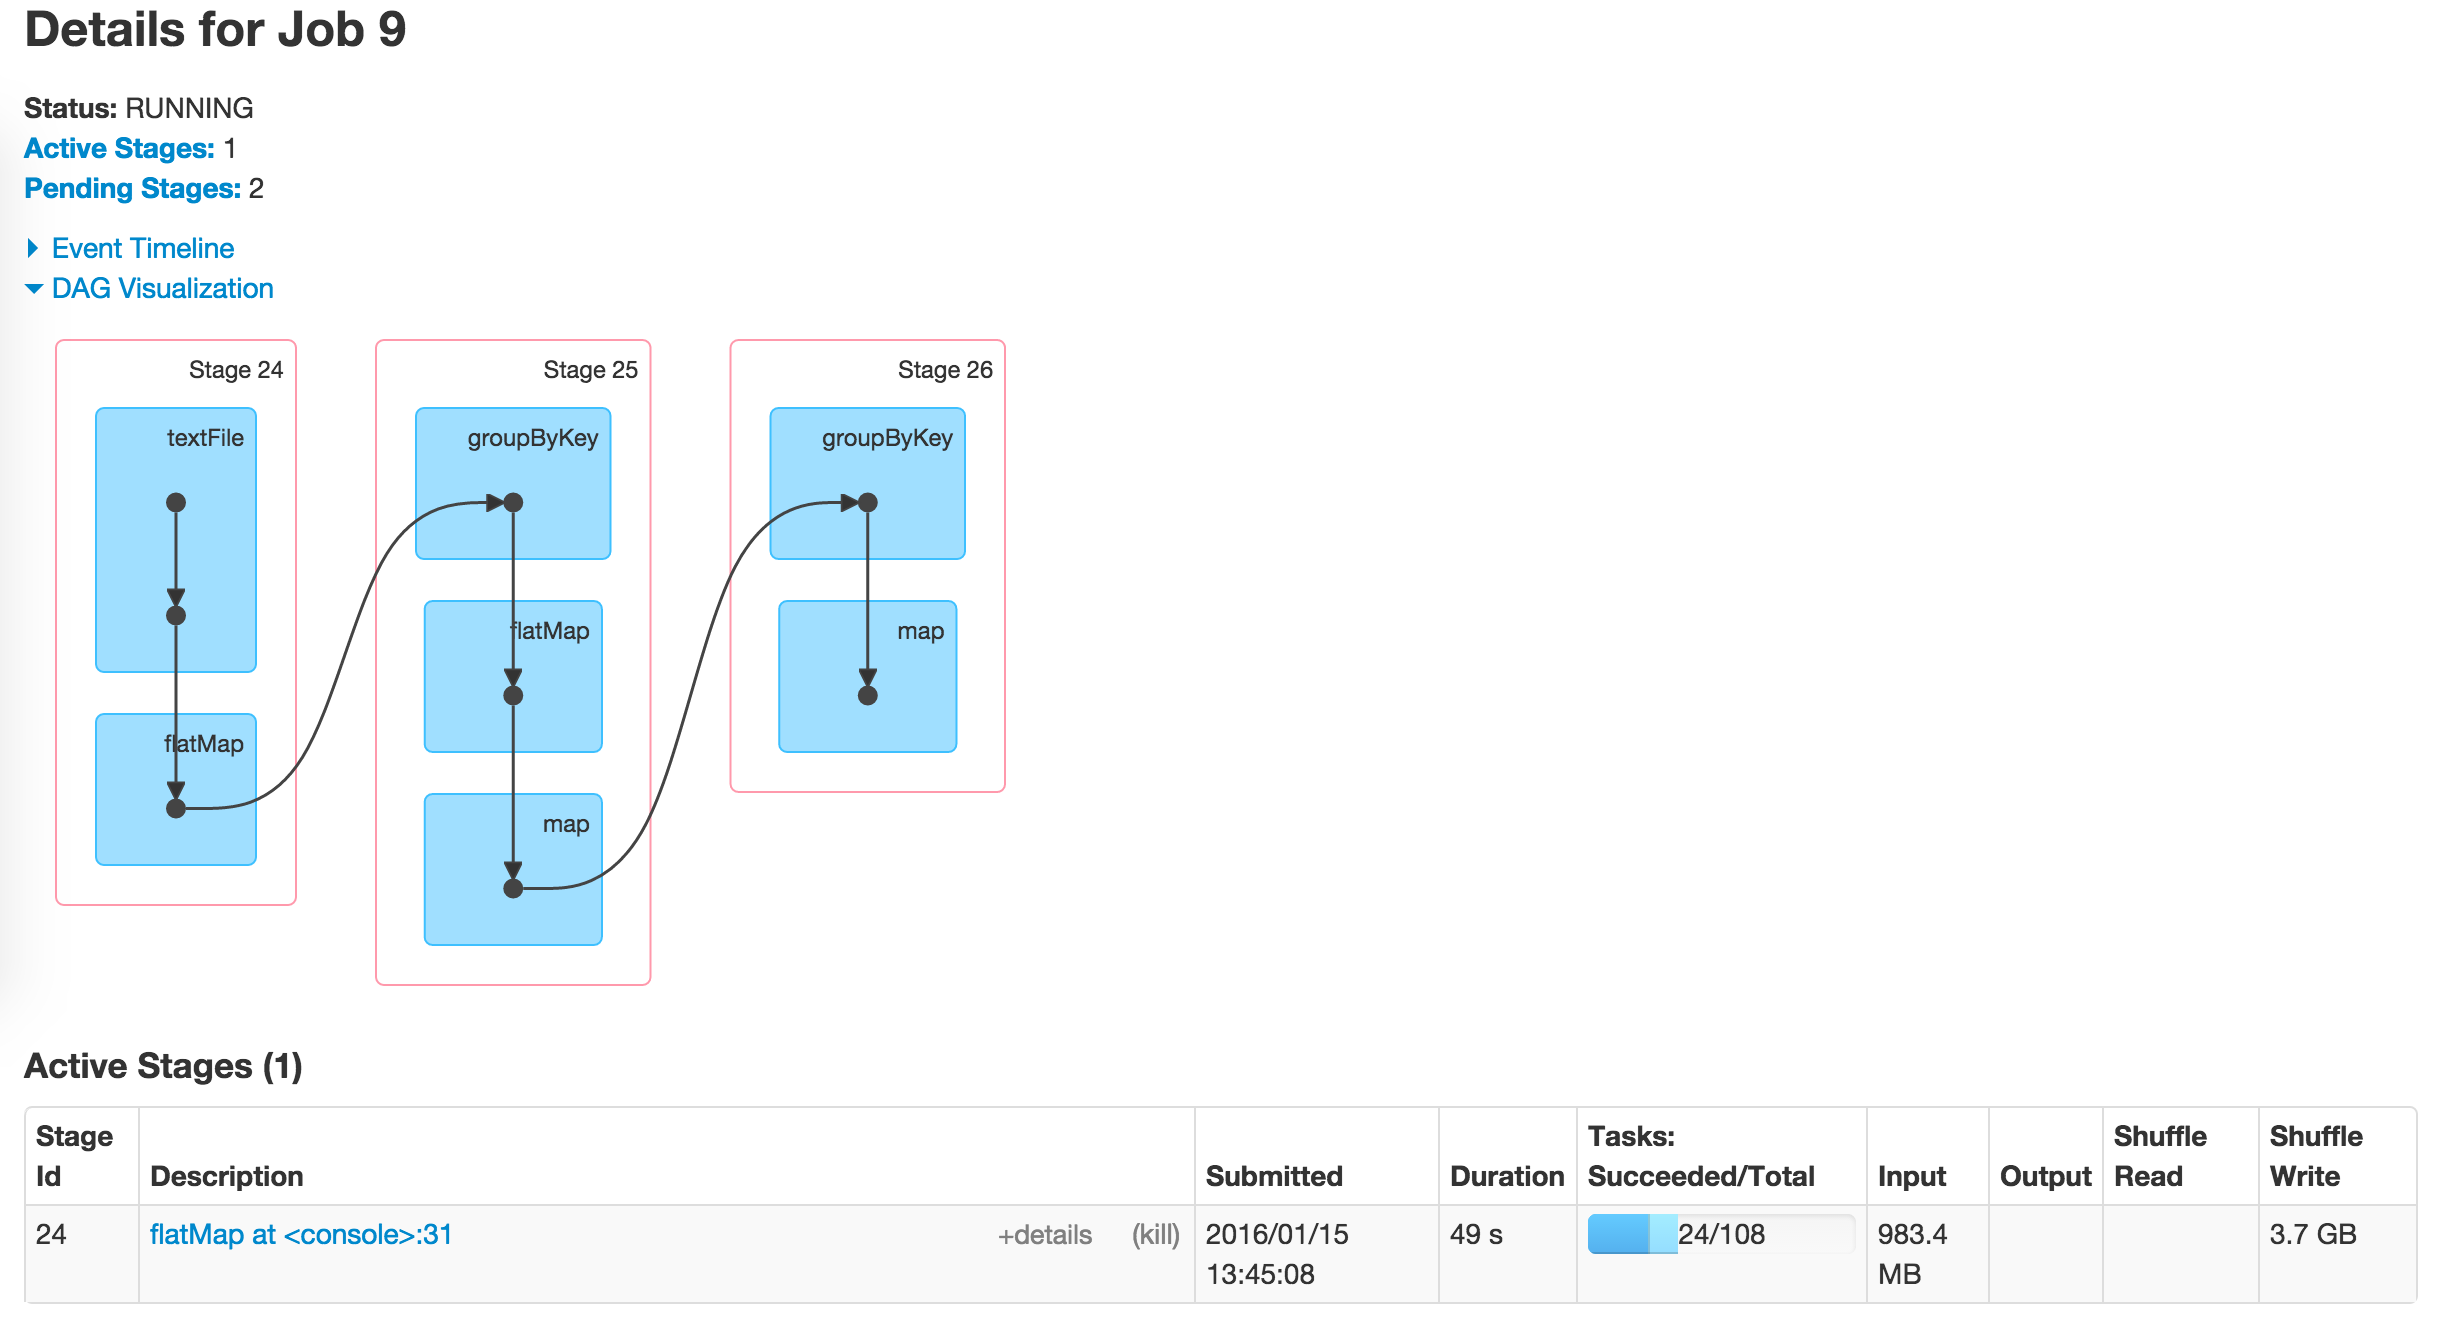 Details for Job 9
Status: RUNNING
Active Stages: 1
Pending Stages: 2
Event Timeline
DAG Visualization
Stage 24
textFile
flatMap
Stage 25
groupByKey
flatMap
map
Stage 26
groupByKey
map
Active Stages (1)
Stage Id
Description
Submitted
Duration
Tasks: Succeeded/Total
Input
Output
Shuffle Read
Shuffle Write
24
flatMap at <console>:31
+details
(kill)
2016/01/15
13:45:08
49 s
24/108
983.4
MB
3.7 GB